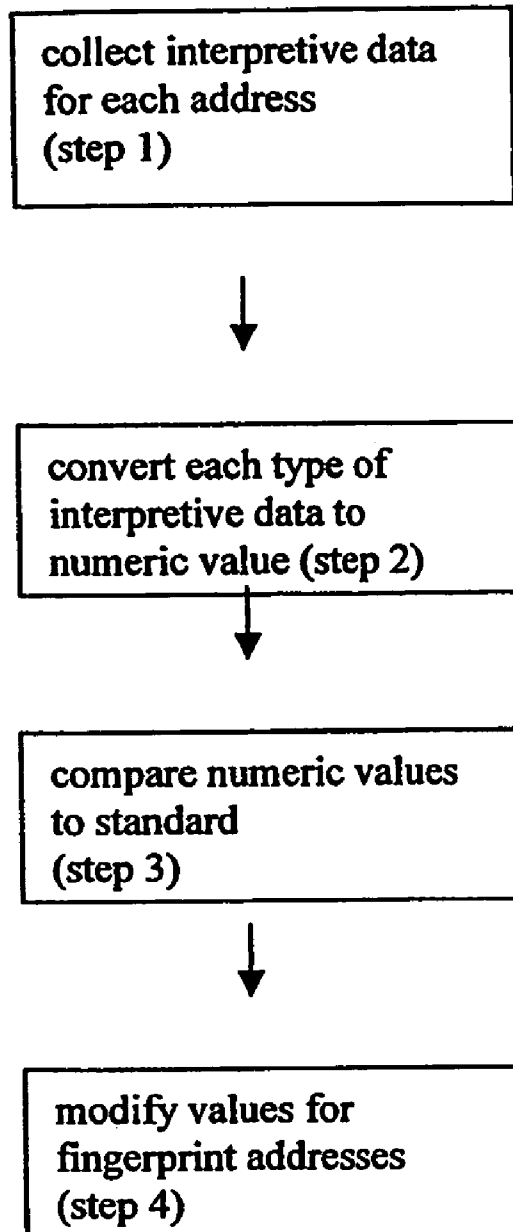 collect interpretive data
for each address
(step 1)
convert each type of
interpretive data to
numeric value (step 2)
compare numeric values
to standard
(step 3)
modify values for
fingerprint addresses
(step 4)